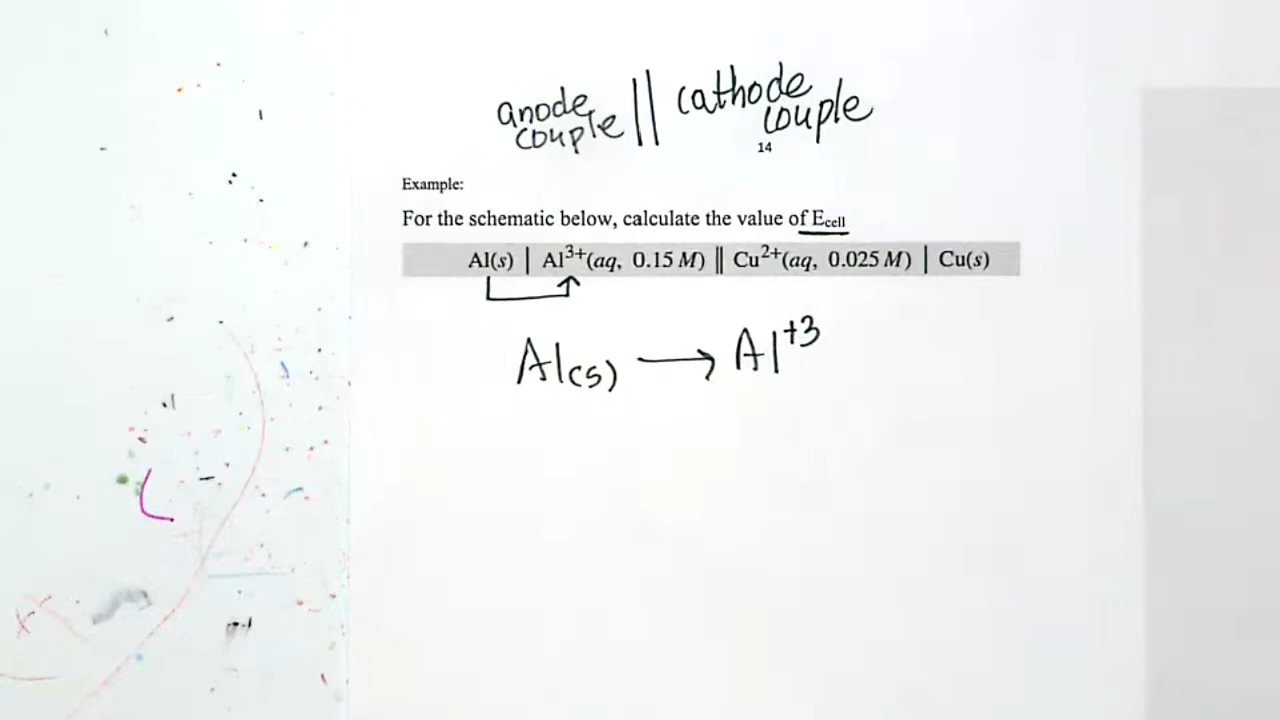 anode || cathode
couple couple
14
Example:
For the schematic below, calculate the value of Ecell
Al(s) | Al³⁺(aq, 0.15 M) || Cu²⁺(aq, 0.025 M) | Cu(s)
Al(s) → Al⁺³